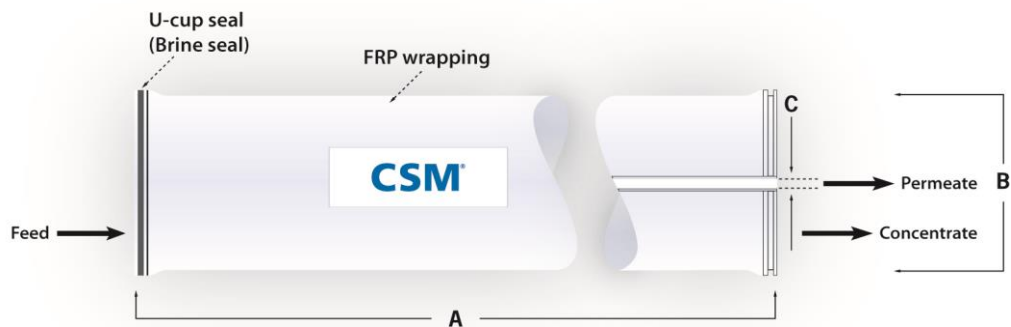 U-cup seal
(Brine seal)
FRP wrapping
C
CSM®
Permeate
B
Feed
Concentrate
A